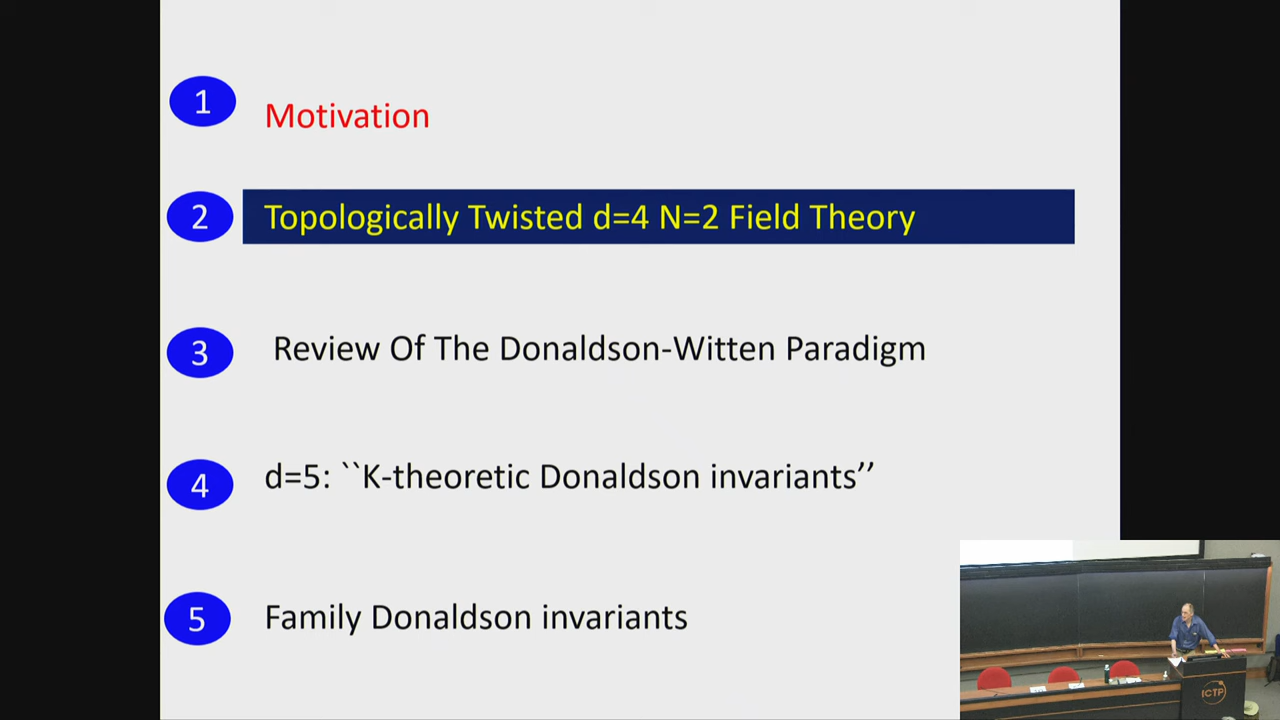 1 Motivation
2 Topologically Twisted d=4 N=2 Field Theory
3 Review Of The Donaldson-Witten Paradigm
4 d=5: ``K-theoretic Donaldson invariants’’
5 Family Donaldson invariants
ICTP